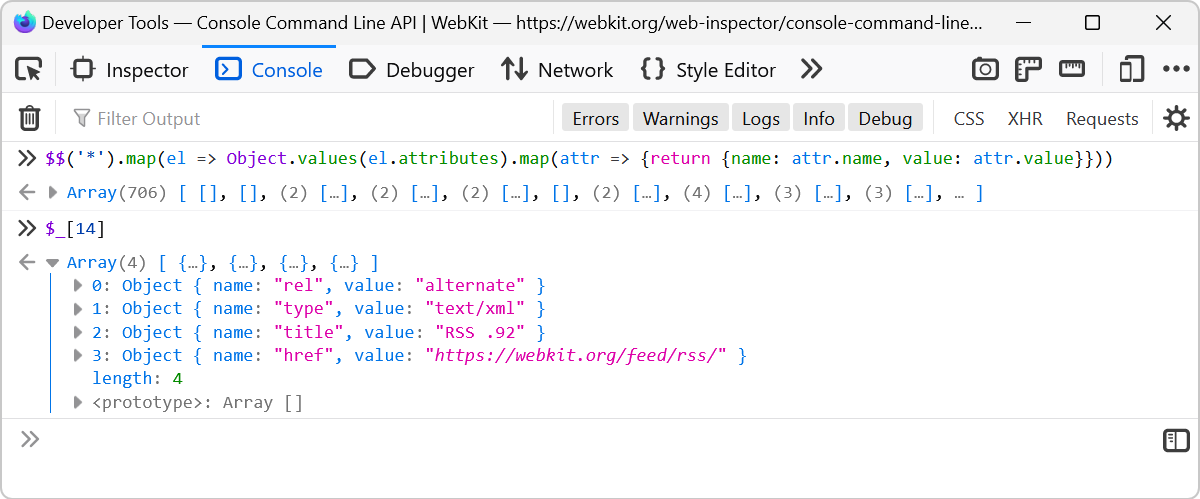 Developer Tools — Console Command Line API | WebKit — https://webkit.org/web-inspector/console-command-line…
Inspector Console Debugger Network Style Editor
Filter Output Errors Warnings Logs Info Debug CSS XHR Requests
$$('*').map(el => Object.values(el.attributes).map(attr => {return {name: attr.name, value: attr.value}}))
Array(706) [ [], [], (2) […], (2) […], (2) […], [], (2) […], (4) […], (3) […], (3) […], … ]
$_[14]
Array(4) [ {…}, {…}, {…}, {…} ]
0: Object { name: "rel", value: "alternate" }
1: Object { name: "type", value: "text/xml" }
2: Object { name: "title", value: "RSS .92" }
3: Object { name: "href", value: "https://webkit.org/feed/rss/" }
length: 4
<prototype>: Array []